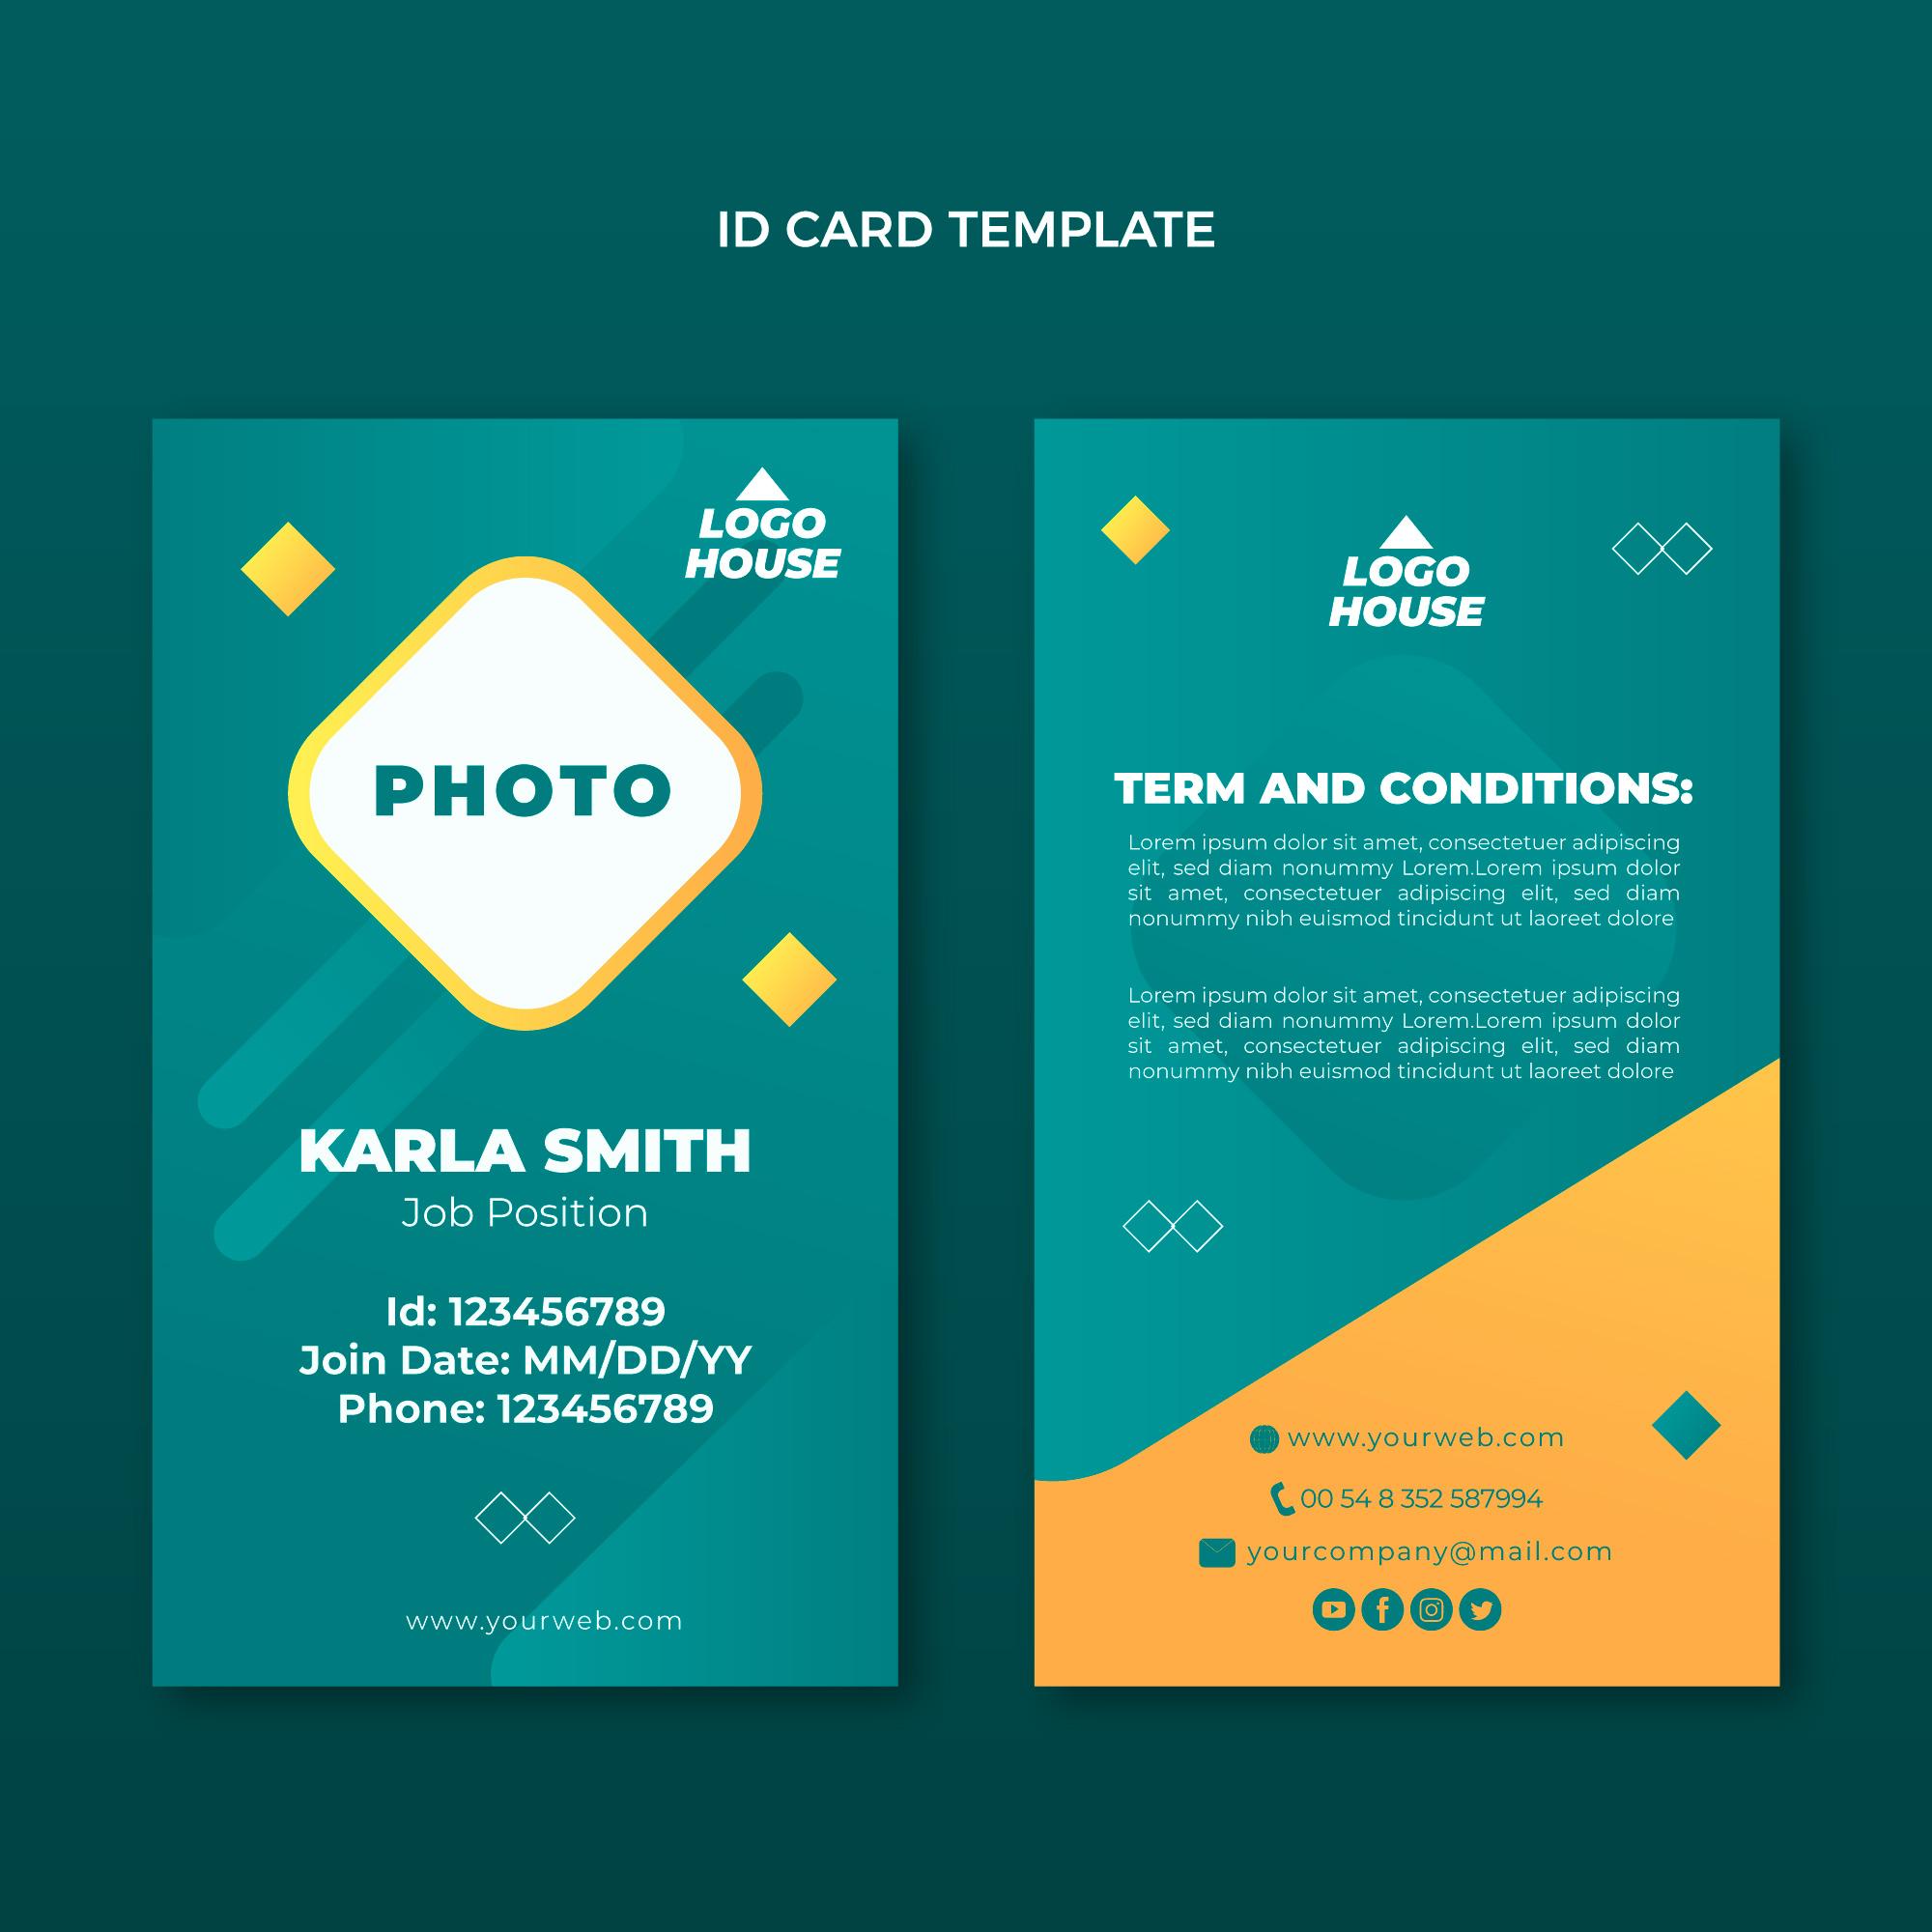 ID CARD TEMPLATE
LOGO
HOUSE
PHOTO
KARLA SMITH
Job Position
Id: 123456789
Join Date: MM/DD/YY
Phone: 123456789
www.yourweb.com
LOGO
HOUSE
TERM AND CONDITIONS:
Lorem ipsum dolor sit amet, consectetuer adipiscing
elit, sed diam nonummy Lorem.Lorem ipsum dolor
sit amet, consectetuer adipiscing elit, sed diam
nonummy nibh euismod tincidunt ut laoreet dolore
Lorem ipsum dolor sit amet, consectetuer adipiscing
elit, sed diam nonummy Lorem.Lorem ipsum dolor
sit amet, consectetuer adipiscing elit, sed diam
nonummy nibh euismod tincidunt ut laoreet dolore
www.yourweb.com
00 54 8 352 587994
yourcompany@mail.com